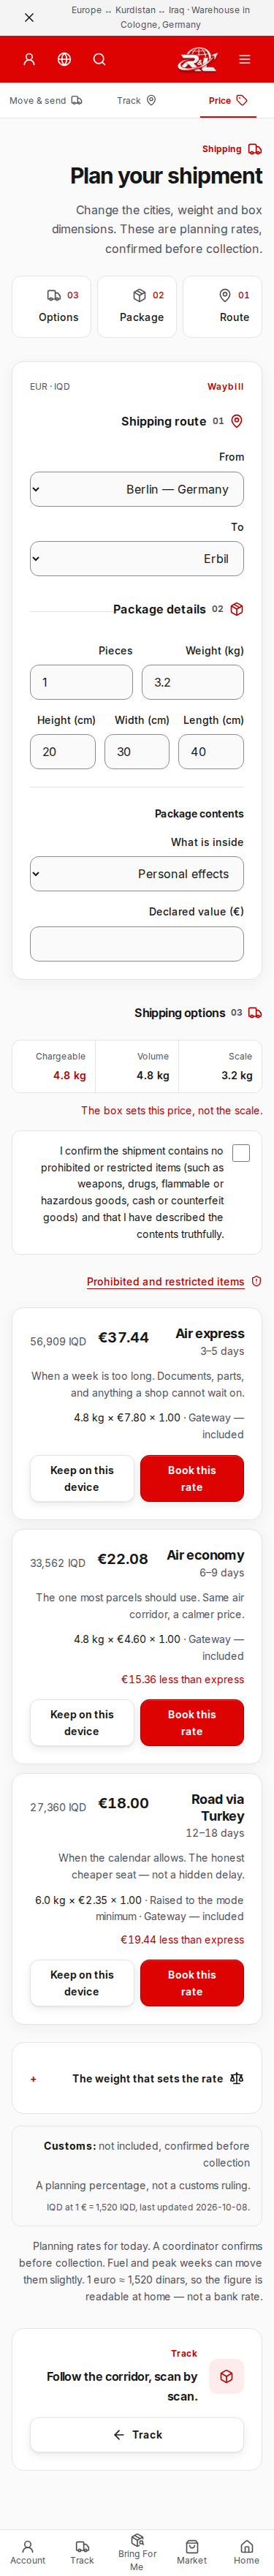 Europe ↔ Kurdistan ↔ Iraq · Warehouse in
Cologne, Germany
Price
Track
Move & send
Shipping
Plan your shipment
Change the cities, weight and box
dimensions. These are planning rates,
confirmed before collection.
01
Route
02
Package
03
Options
Waybill
EUR · IQD
01 Shipping route
From
Berlin — Germany
To
Erbil
02 Package details
Weight (kg)
Pieces
3.2
1
Length (cm)
Width (cm)
Height (cm)
40
30
20
Package contents
What is inside
Personal effects
Declared value (€)
03 Shipping options
Scale
3.2 kg
Volume
4.8 kg
Chargeable
4.8 kg
The box sets this price, not the scale.
I confirm the shipment contains no
prohibited or restricted items (such as
weapons, drugs, flammable or
hazardous goods, cash or counterfeit
goods) and that I have described the
contents truthfully.
Prohibited and restricted items
Air express
3–5 days
€37.44
56,909 IQD
When a week is too long. Documents, parts,
and anything a shop cannot wait on.
4.8 kg × €7.80 × 1.00 · Gateway —
included
Book this
rate
Keep on this
device
Air economy
6–9 days
€22.08
33,562 IQD
The one most parcels should use. Same air
corridor, a calmer price.
4.8 kg × €4.60 × 1.00 · Gateway —
included
€15.36 less than express
Book this
rate
Keep on this
device
Road via
Turkey
12–18 days
€18.00
27,360 IQD
When the calendar allows. The honest
cheaper seat — not a hidden delay.
6.0 kg × €2.35 × 1.00 · Raised to the mode
minimum · Gateway — included
€19.44 less than express
Book this
rate
Keep on this
device
The weight that sets the rate
+
Customs: not included, confirmed before
collection
A planning percentage, not a customs ruling.
IQD at 1 € = 1,520 IQD, last updated 2026-10-08.
Planning rates for today. A coordinator confirms
before collection. Fuel and peak weeks can move
them slightly. 1 euro ≈ 1,520 dinars, so the figure is
readable at home — not a bank rate.
Track
Follow the corridor, scan by
scan.
Track
Home
Market
Bring For
Me
Track
Account